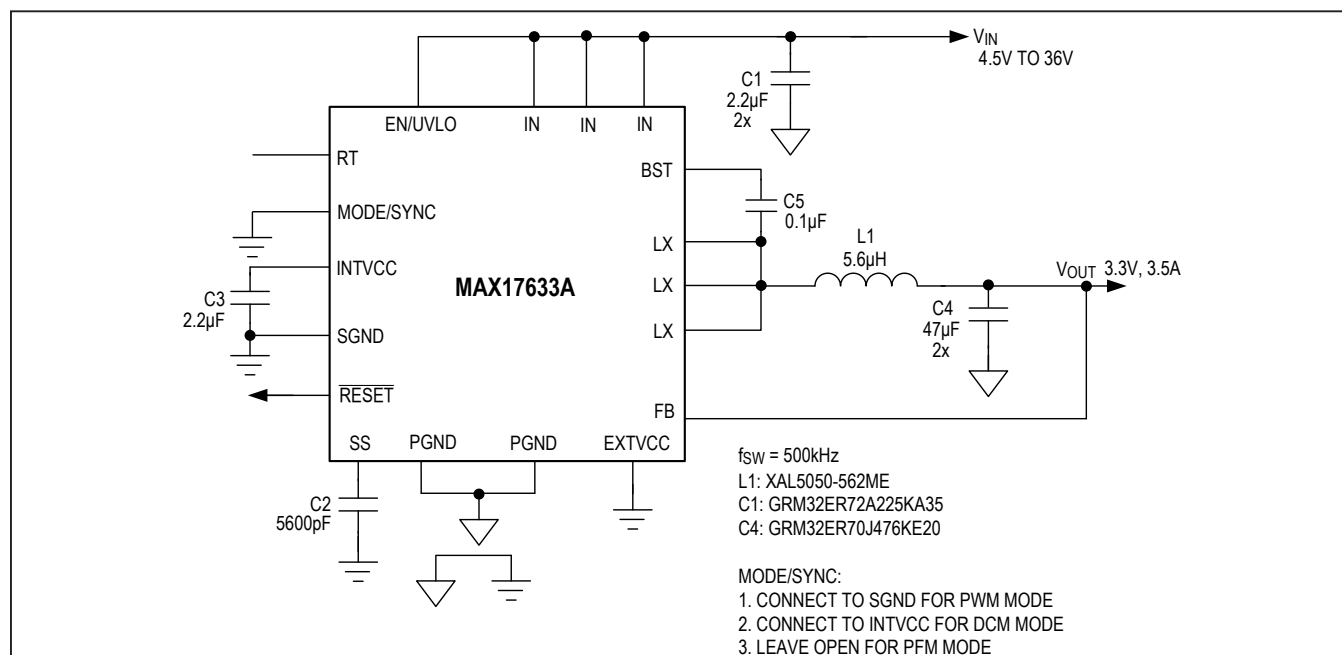 VIN
4.5V TO 36V
C1
2.2µF
2x
EN/UVLO
IN
IN
IN
RT
BST
C5
0.1µF
MODE/SYNC
LX
L1
5.6µH
INTVCC
MAX17633A
LX
VOUT 3.3V, 3.5A
C3
2.2µF
C4
47µF
2x
SGND
LX
RESET
FB
SS
PGND
PGND
EXTVCC
C2
5600pF
fSW = 500kHz
L1: XAL5050-562ME
C1: GRM32ER72A225KA35
C4: GRM32ER70J476KE20
MODE/SYNC:
1. CONNECT TO SGND FOR PWM MODE
2. CONNECT TO INTVCC FOR DCM MODE
3. LEAVE OPEN FOR PFM MODE